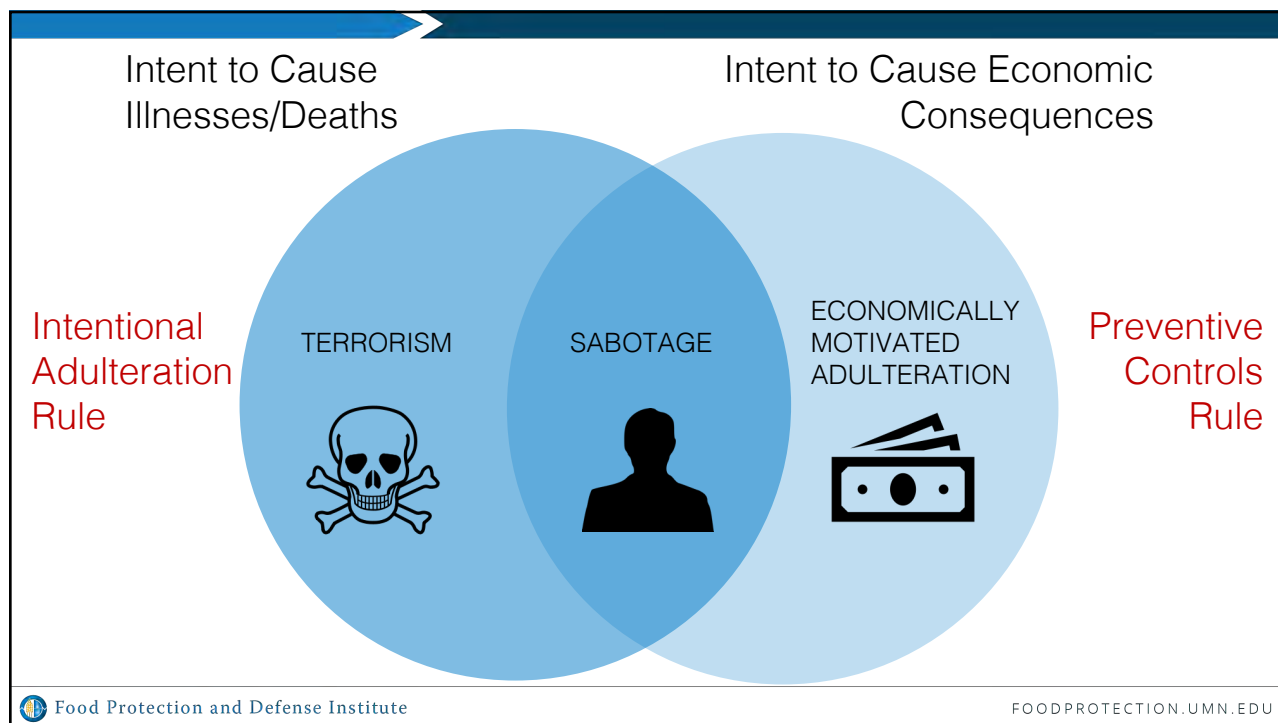 Intent to Cause
Illnesses/Deaths
Intent to Cause Economic
Consequences
Intentional
Adulteration
Rule
TERRORISM
SABOTAGE
ECONOMICALLY
MOTIVATED
ADULTERATION
Preventive
Controls
Rule
Food Protection and Defense Institute
FOODPROTECTION.UMN.EDU